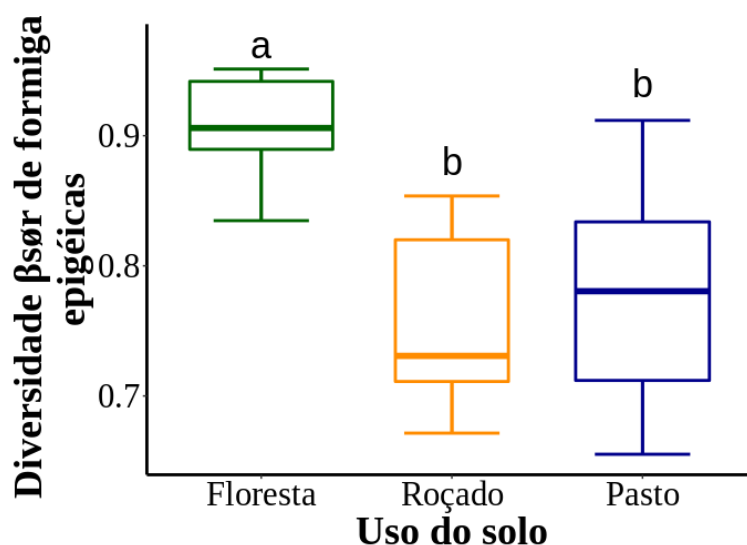 Diversidade βsør de formiga
epigéicas
0.9
0.8
0.7
a
b
b
Floresta Roçado Pasto
Uso do solo